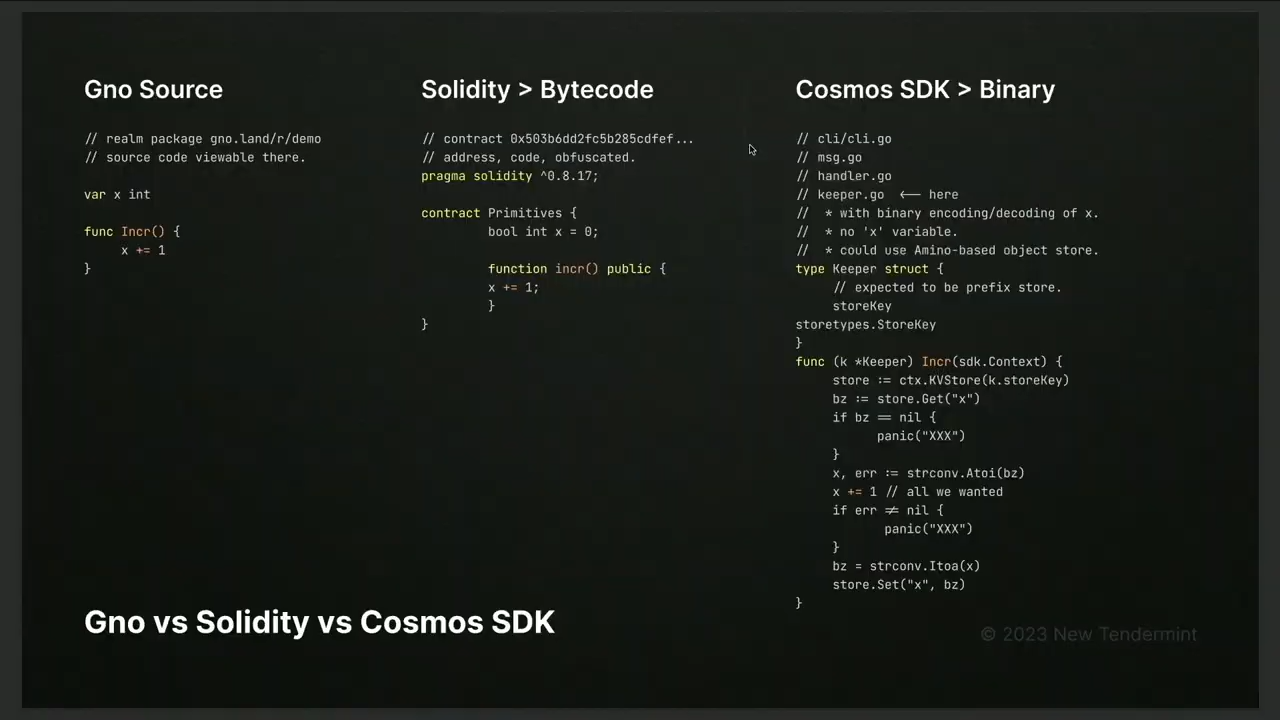 Gno Source
// realm package gno.land/r/demo
// source code viewable there.
var x int
func Incr() {
x += 1
}
Solidity > Bytecode
// contract 0x503b6dd2fc5b285cdfef...
// address, code, obfuscated.
pragma solidity ^0.8.17;
contract Primitives {
bool int x = 0;
function incr() public {
x += 1;
}
}
Cosmos SDK > Binary
// cli/cli.go
// msg.go
// handler.go
// keeper.go <-- here
// * with binary encoding/decoding of x.
// * no 'x' variable.
// * could use Amino-based object store.
type Keeper struct {
// expected to be prefix store.
storeKey
storetypes.StoreKey
}
func (k *Keeper) Incr(sdk.Context) {
store := ctx.KVStore(k.storeKey)
bz := store.Get("x")
if bz == nil {
panic("XXX")
}
x, err := strconv.Atoi(bz)
x += 1 // all we wanted
if err != nil {
panic("XXX")
}
bz = strconv.Itoa(x)
store.Set("x", bz)
}
Gno vs Solidity vs Cosmos SDK
© 2023 New Tendermint